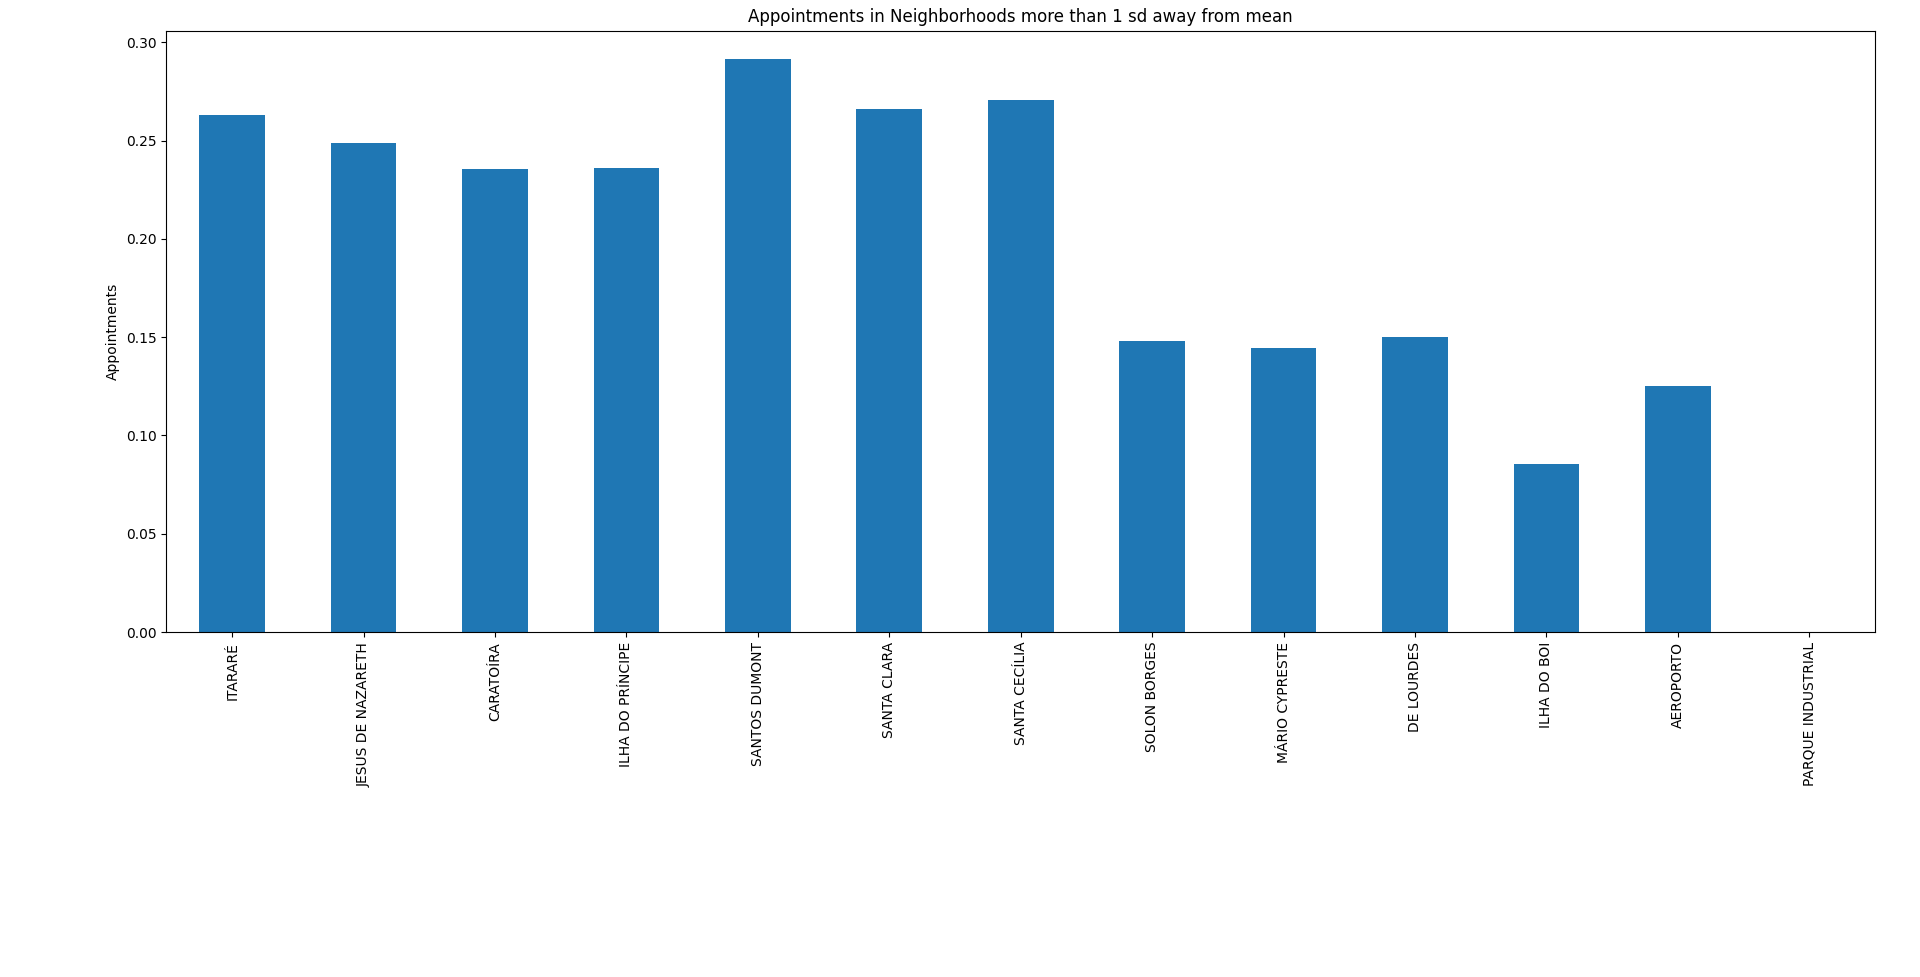 Appointments in Neighborhoods more than 1 sd away from mean
Appointments
0.30
0.25
0.20
0.15
0.10
0.05
0.00
ITARARÉ
JESUS DE NAZARETH
CARATOÍRA
ILHA DO PRÍNCIPE
SANTOS DUMONT
SANTA CLARA
SANTA CECÍLIA
SOLON BORGES
MÁRIO CYPRESTE
DE LOURDES
ILHA DO BOI
AEROPORTO
PARQUE INDUSTRIAL